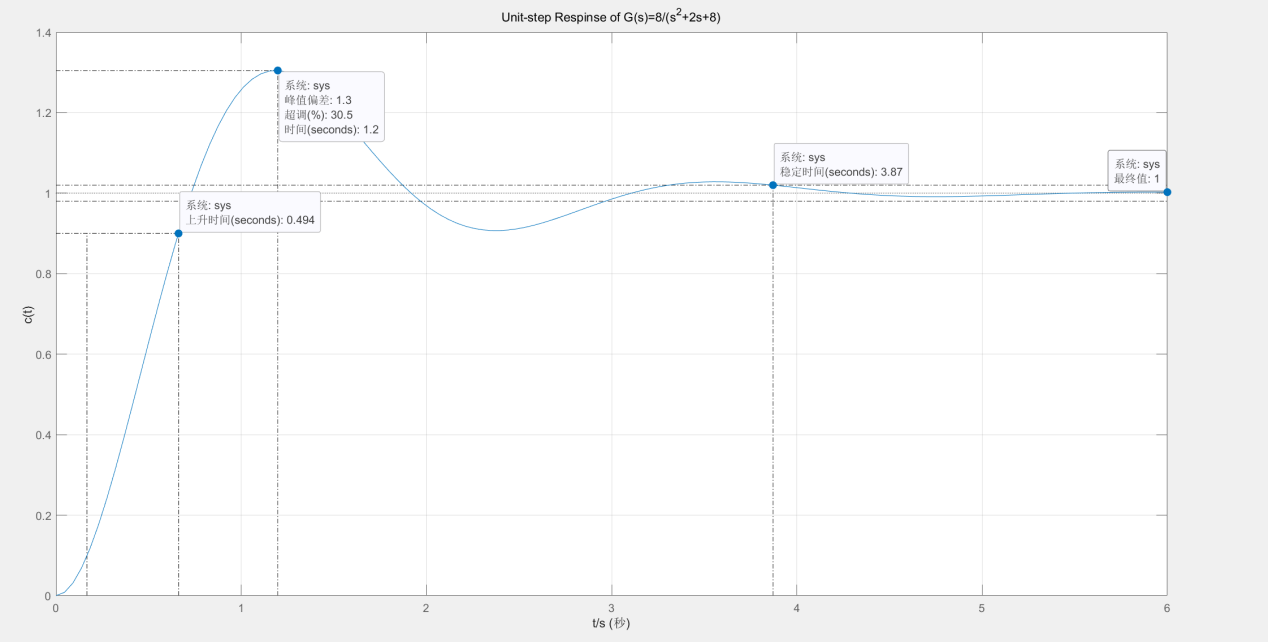 Unit-step Respinse of G(s)=8/(s²+2s+8)
1.4
1.2
1
0.8
0.6
0.4
0.2
0
c(t)
系统: sys
峰值偏差: 1.3
超调(%): 30.5
时间(seconds): 1.2
系统: sys
稳定时间(seconds): 3.87
系统: sys
最终值: 1
系统: sys
上升时间(seconds): 0.494
0 1 2 3 4 5 6
t/s (秒)